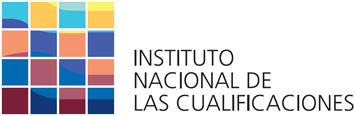 INSTITUTO
NACIONAL DE
LAS CUALIFICACIONES